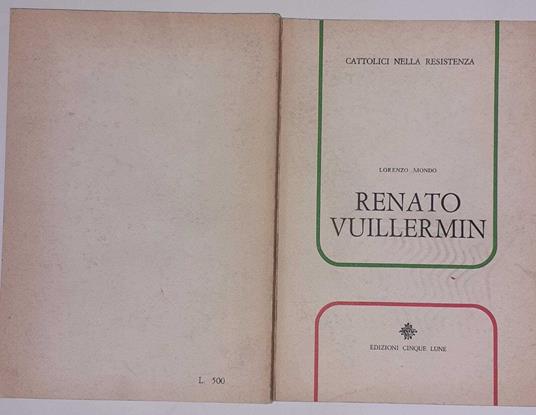 L. 500
CATTOLICI NELLA RESISTENZA
LORENZO MONDO
RENATO
VUILLERMIN
EDIZIONI CINQUE LUNE